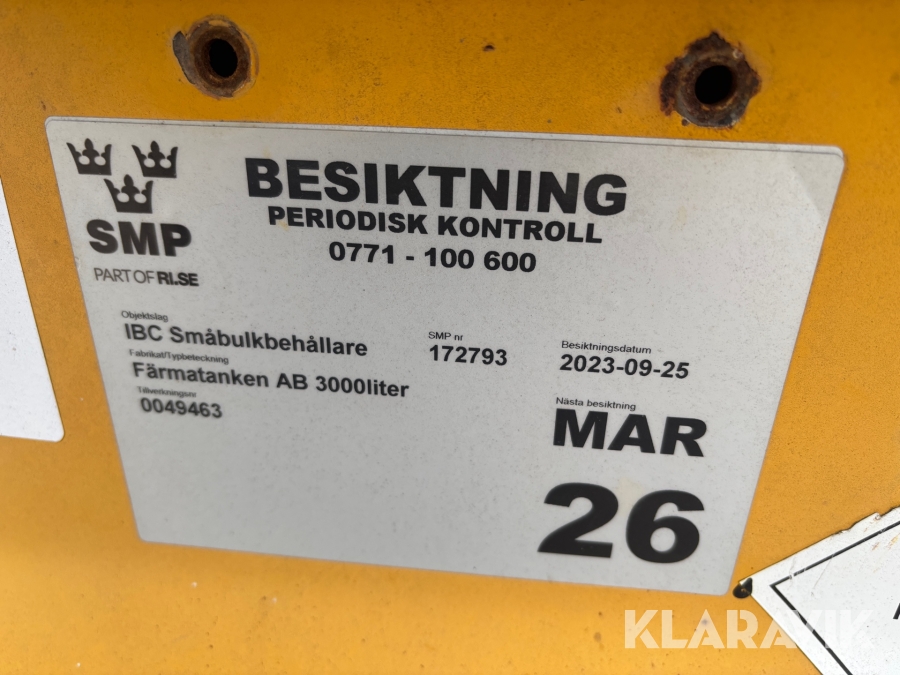 SMP
PART OF RI.SE
BESIKTNING
PERIODISK KONTROLL
0771 - 100 600
Objektslag
IBC Småbulkbehållare
Fabrikat/Typbeteckning
Färmatanken AB 3000liter
Tillverkningsnr
0049463
SMP nr
172793
Besiktningsdatum
2023-09-25
Nästa besiktning
MAR
26
KLARAVIK